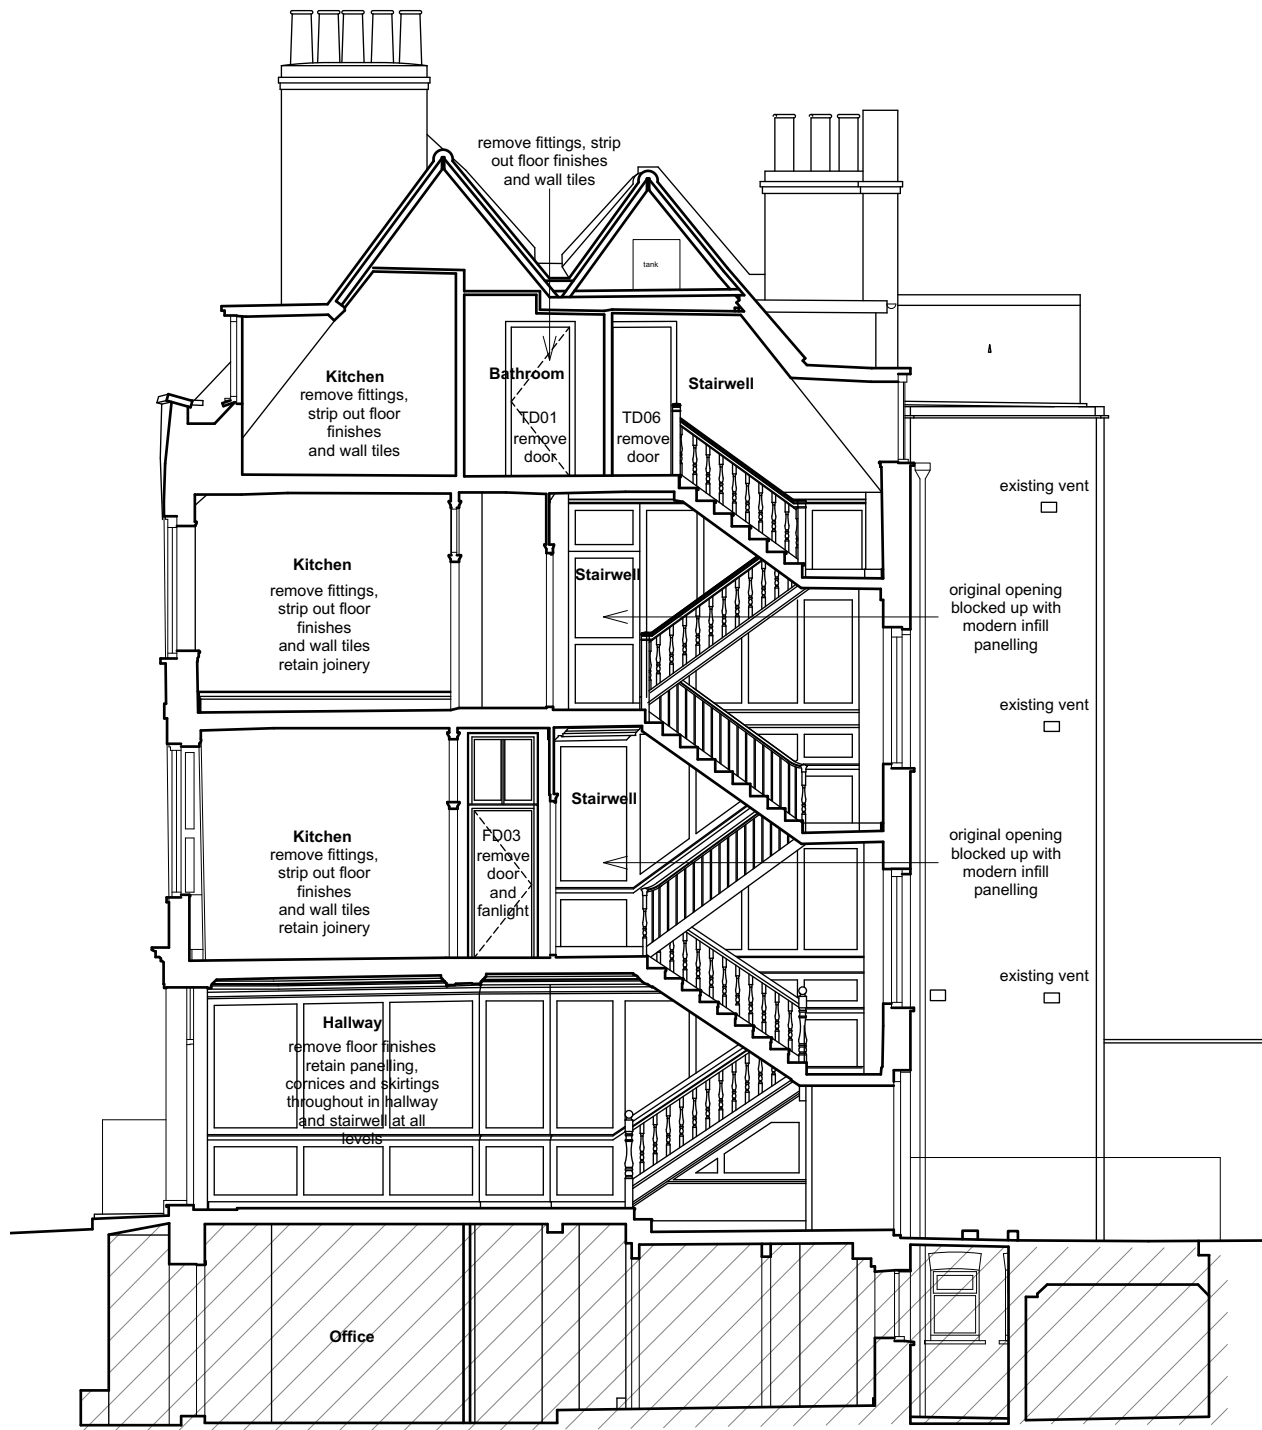 remove fittings, strip
out floor finishes
and wall tiles
tank
Kitchen
remove fittings,
strip out floor
finishes
and wall tiles
Bathroom
TD01
remove
door
TD06
remove
door
Stairwell
existing vent
Kitchen
remove fittings,
strip out floor
finishes
and wall tiles
retain joinery
Stairwell
original opening
blocked up with
modern infill
panelling
existing vent
Kitchen
remove fittings,
strip out floor
finishes
and wall tiles
retain joinery
FD03
remove
door
and
fanlight
Stairwell
original opening
blocked up with
modern infill
panelling
existing vent
Hallway
remove floor finishes
retain panelling,
cornices and skirtings
throughout in hallway
and stairwell at all
levels
Office